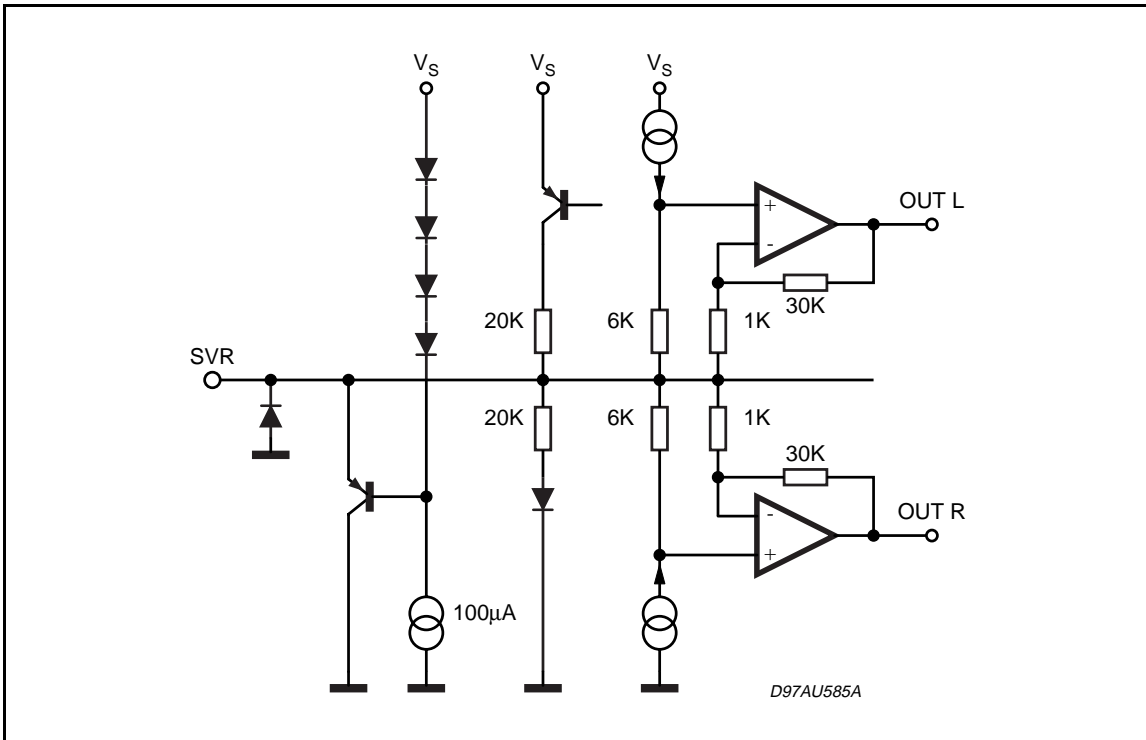 VS
VS
VS
+
-
OUT L
30K
20K
6K
1K
SVR
20K
6K
1K
30K
-
+
OUT R
100μA
D97AU585A